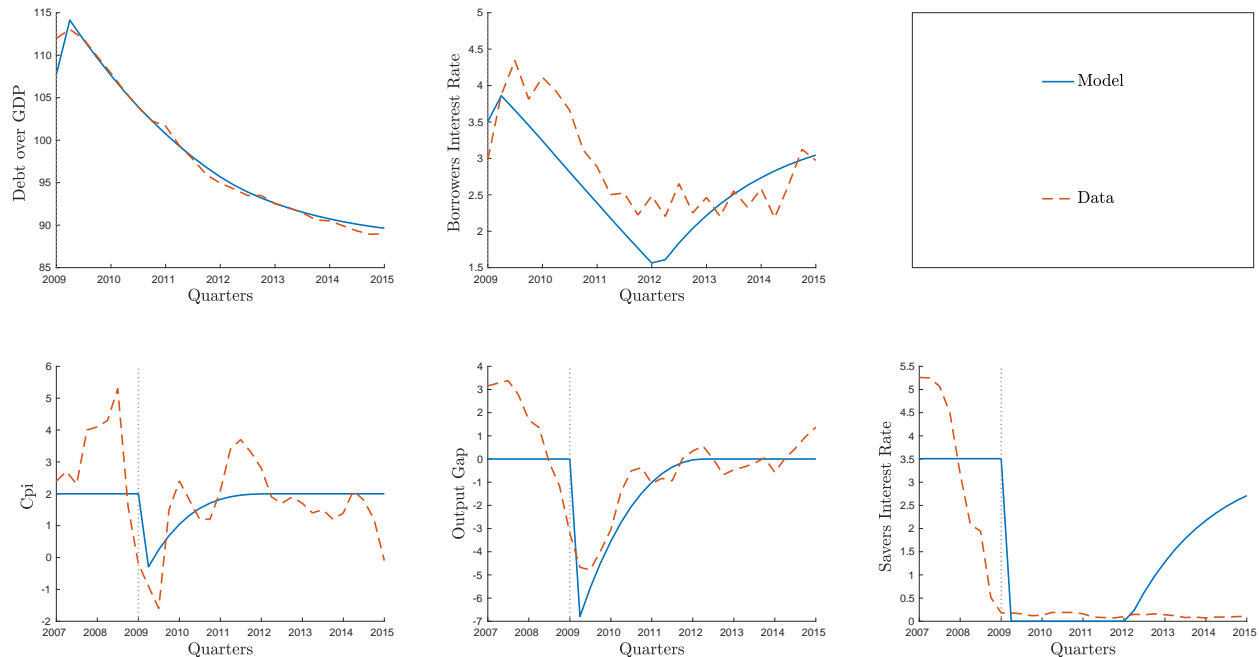 115
110
105
100
95
90
85
Debt over GDP
2009 2010 2011 2012 2013 2014 2015
Quarters
5
4.5
4
3.5
3
2.5
2
1.5
Borrowers Interest Rate
2009 2010 2011 2012 2013 2014 2015
Quarters
Model
Data
6
5
4
3
2
1
0
-1
-2
Cpi
2007 2008 2009 2010 2011 2012 2013 2014 2015
Quarters
4
3
2
1
0
-1
-2
-3
-4
-5
-6
-7
Output Gap
2007 2008 2009 2010 2011 2012 2013 2014 2015
Quarters
5.5
5
4.5
4
3.5
3
2.5
2
1.5
1
0.5
0
Savers Interest Rate
2007 2008 2009 2010 2011 2012 2013 2014 2015
Quarters